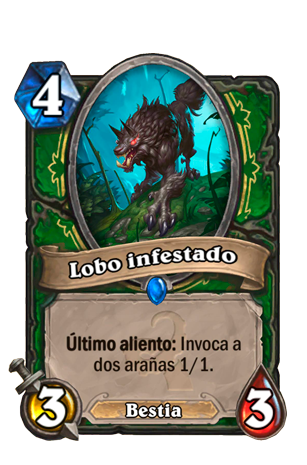 4
Lobo infestado
Último aliento: Invoca a
dos arañas 1/1.
3
Bestia
3